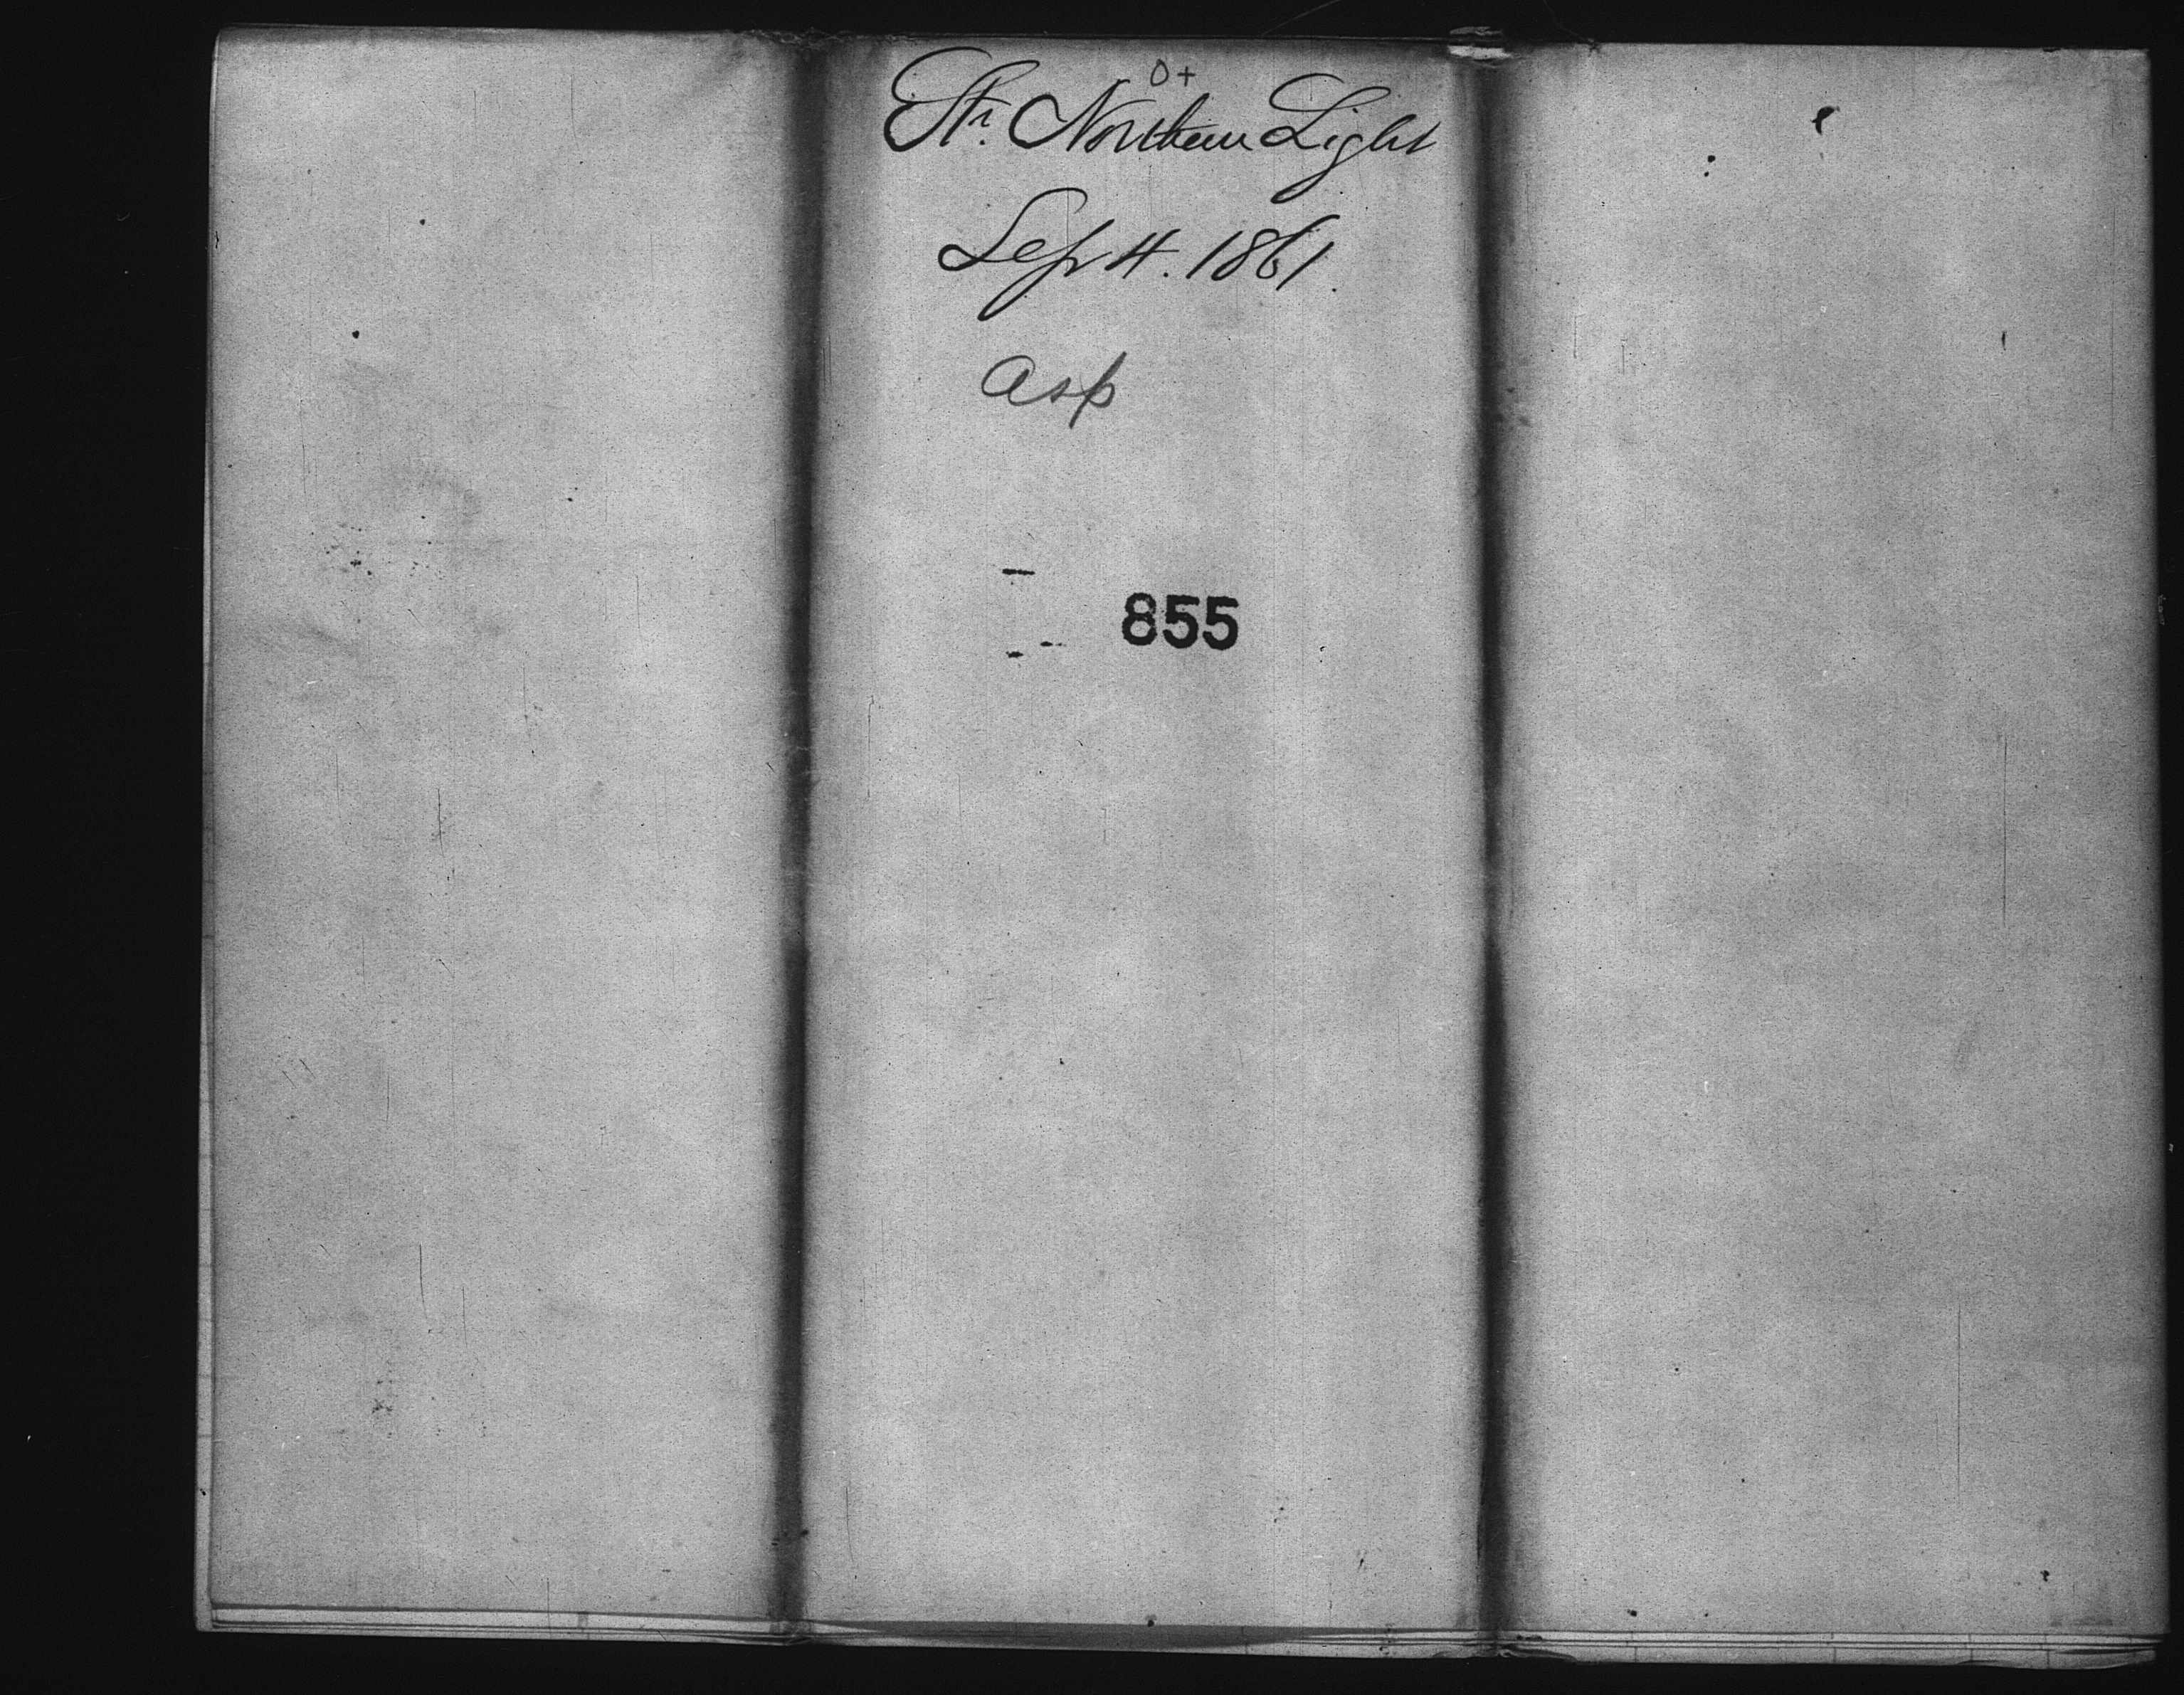 0+
Str. Northern Light
Sep 4. 1861.
Asp
855